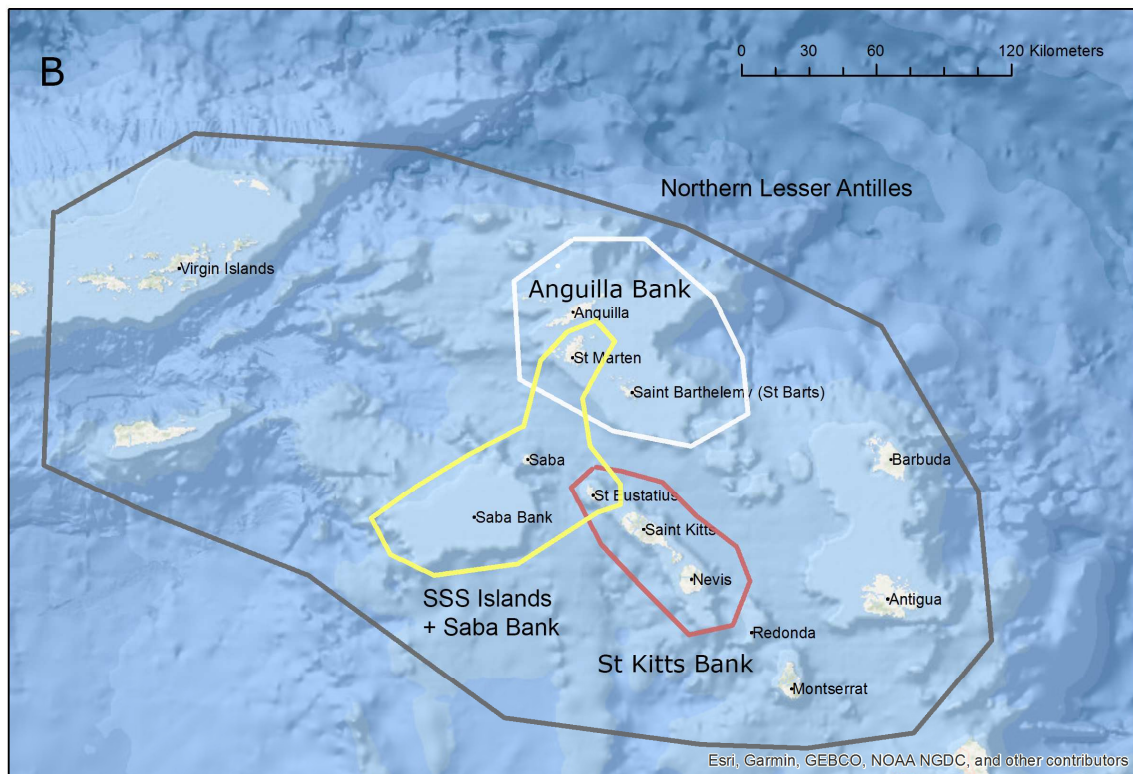 B
0 30 60 120 Kilometers
Northern Lesser Antilles
Virgin Islands
Anguilla Bank
Anguilla
St Marten
Saint Barthelemy (St Barts)
Saba
Barbuda
St Eustatius
Saba Bank
Saint Kitts
Nevis
SSS Islands
+ Saba Bank
Antigua
Redonda
St Kitts Bank
Montserrat
Esri, Garmin, GEBCO, NOAA NGDC, and other contributors